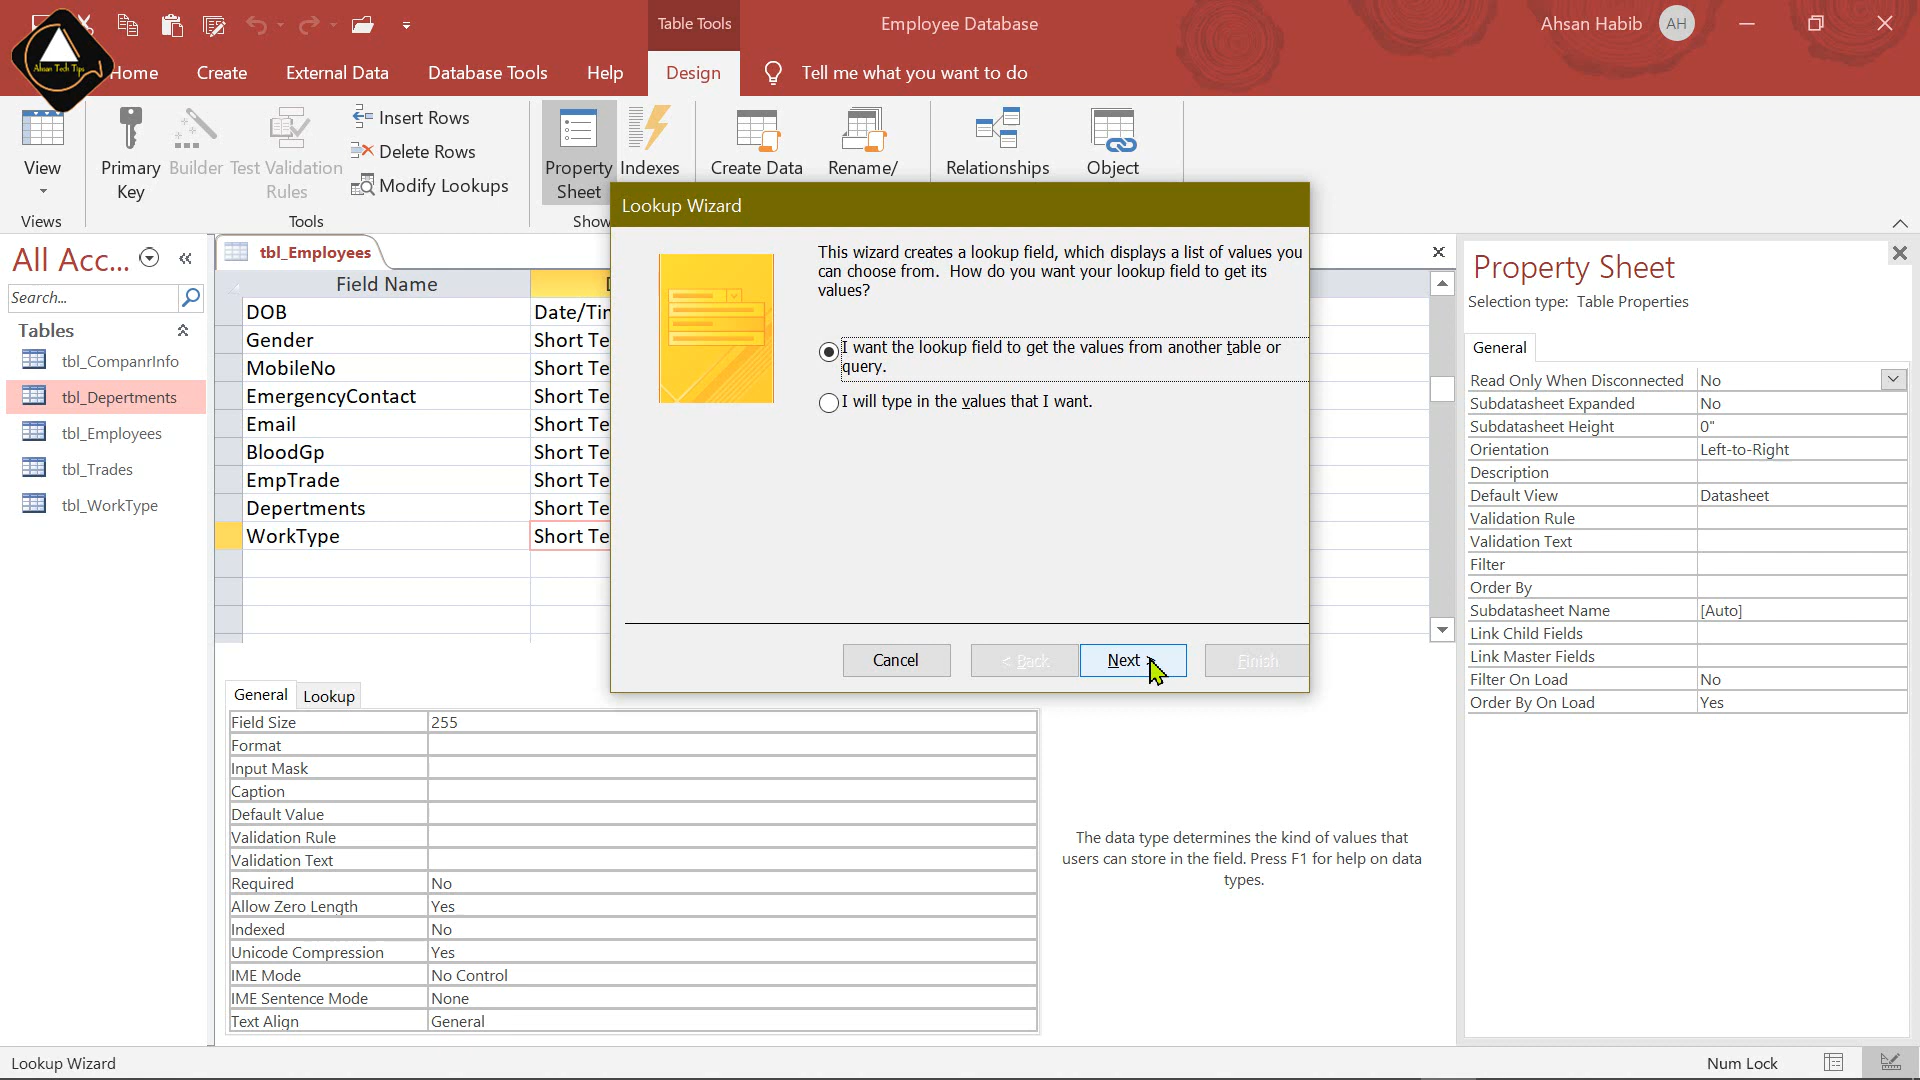 Table Tools
Employee Database
Ahsan Habib
AH
Ahsan Tech Tips
Home
Create
External Data
Database Tools
Help
Design
Tell me what you want to do
View
Views
Primary
Key
Builder
Test Validation
Rules
Insert Rows
Delete Rows
Modify Lookups
Tools
Property
Sheet
Indexes
Show
Create Data
Rename/
Relationships
Object
All Acc...
Search...
Tables
tbl_CompanrInfo
tbl_Depertments
tbl_Employees
tbl_Trades
tbl_WorkType
tbl_Employees
Field Name
DOB
Date/Tim
Gender
Short Te
MobileNo
Short Te
EmergencyContact
Short Te
Email
Short Te
BloodGp
Short Te
EmpTrade
Short Te
Depertments
Short Te
WorkType
Short Te
Lookup Wizard
This wizard creates a lookup field, which displays a list of values you
can choose from.  How do you want your lookup field to get its
values?
I want the lookup field to get the values from another table or
query.
I will type in the values that I want.
Cancel
< Back
Next >
Finish
General
Lookup
Field Size
255
Format
Input Mask
Caption
Default Value
Validation Rule
Validation Text
Required
No
Allow Zero Length
Yes
Indexed
No
Unicode Compression
Yes
IME Mode
No Control
IME Sentence Mode
None
Text Align
General
The data type determines the kind of values that
users can store in the field. Press F1 for help on data
types.
Property Sheet
Selection type:  Table Properties
General
Read Only When Disconnected
No
Subdatasheet Expanded
No
Subdatasheet Height
0"
Orientation
Left-to-Right
Description
Default View
Datasheet
Validation Rule
Validation Text
Filter
Order By
Subdatasheet Name
[Auto]
Link Child Fields
Link Master Fields
Filter On Load
No
Order By On Load
Yes
Lookup Wizard
Num Lock